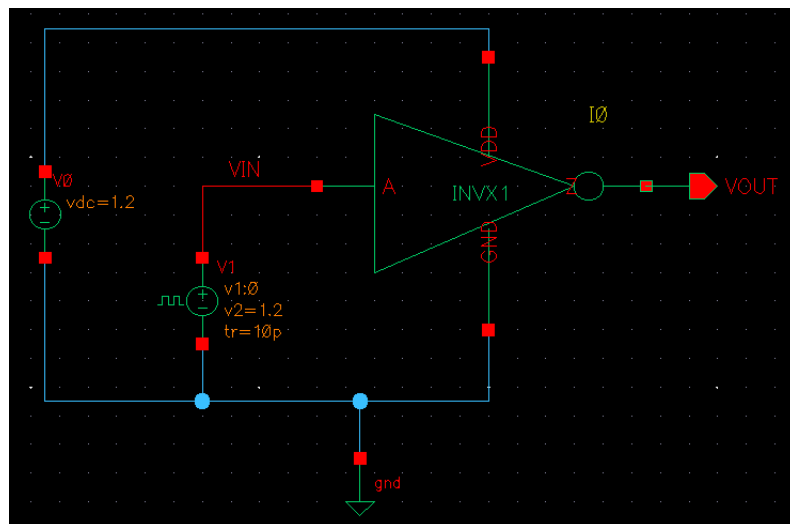 I0
VDD
VIN
V0
vdc=1.2
A
INVX1
Z
VOUT
GND
V1
v1:0
v2=1.2
tr=10p
gnd